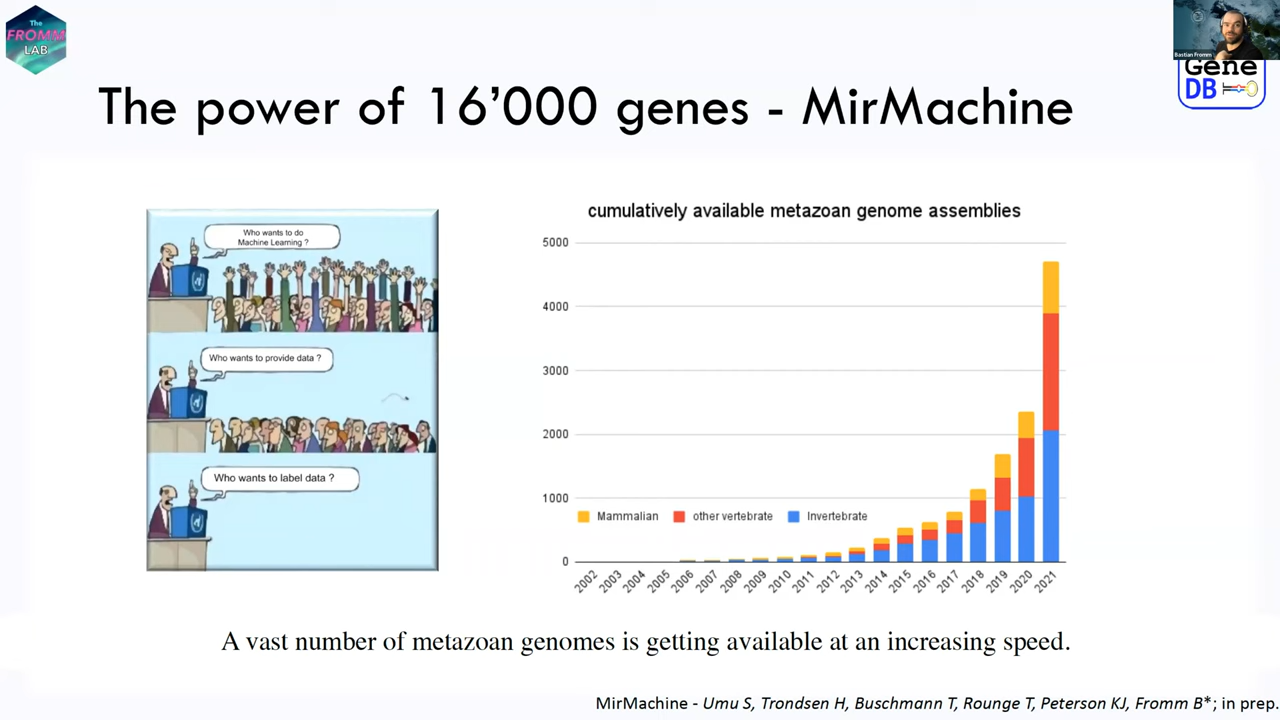 The
FROMM
LAB
Bastian Fromm
Gene
DB
The power of 16’000 genes - MirMachine
Who wants to do
Machine Learning ?
Who wants to provide data ?
Who wants to label data ?
cumulatively available metazoan genome assemblies
5000
4000
3000
2000
1000
0
Mammalian other vertebrate Invertebrate
2002 2003 2004 2005 2006 2007 2008 2009 2010 2011 2012 2013 2014 2015 2016 2017 2018 2019 2020 2021
A vast number of metazoan genomes is getting available at an increasing speed.
MirMachine - Umu S, Trondsen H, Buschmann T, Rounge T, Peterson KJ, Fromm B*; in prep.